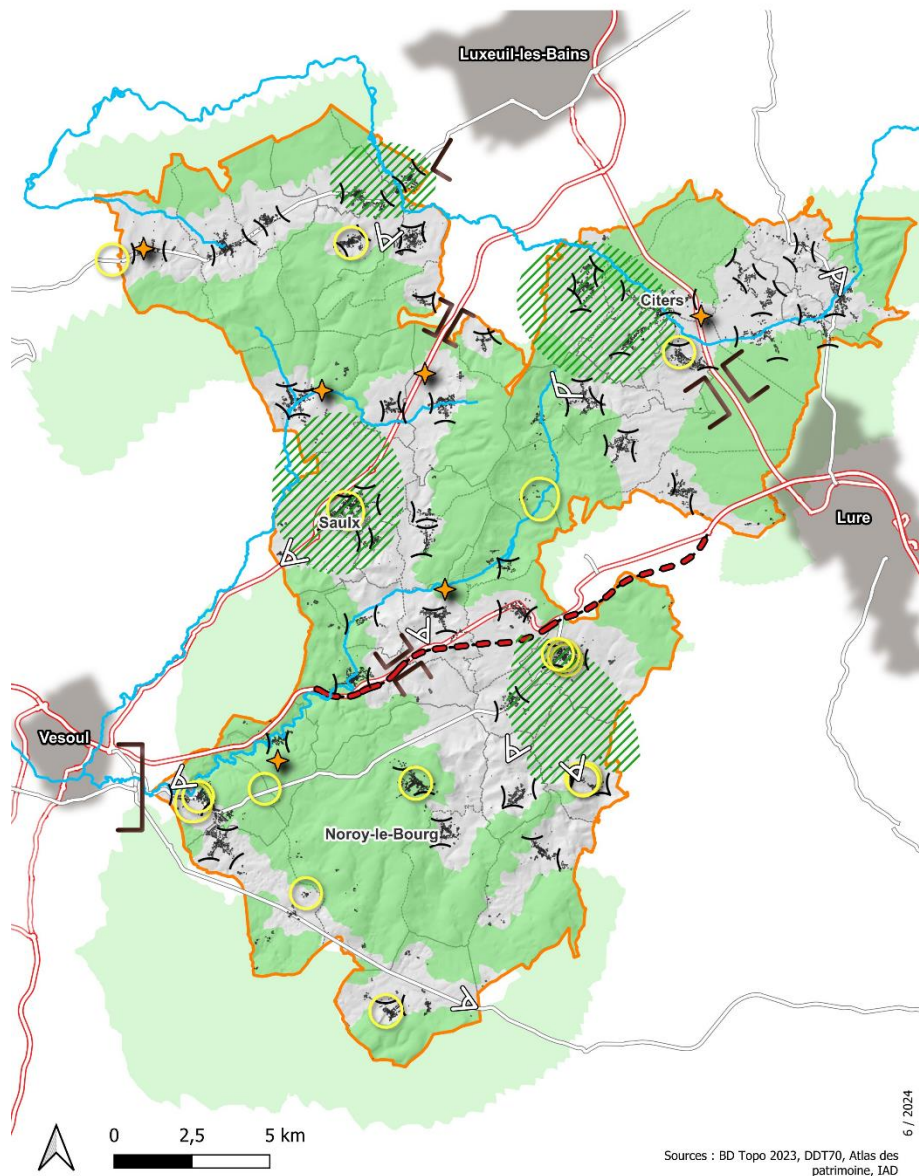 Luxeuil-les-Bains
Citers
Saulx
Lure
Vesoul
Noroy-le-Bourg
0 2,5 5 km
6 / 2024
Sources : BD Topo 2023, DDT70, Atlas des
patrimoine, IAD